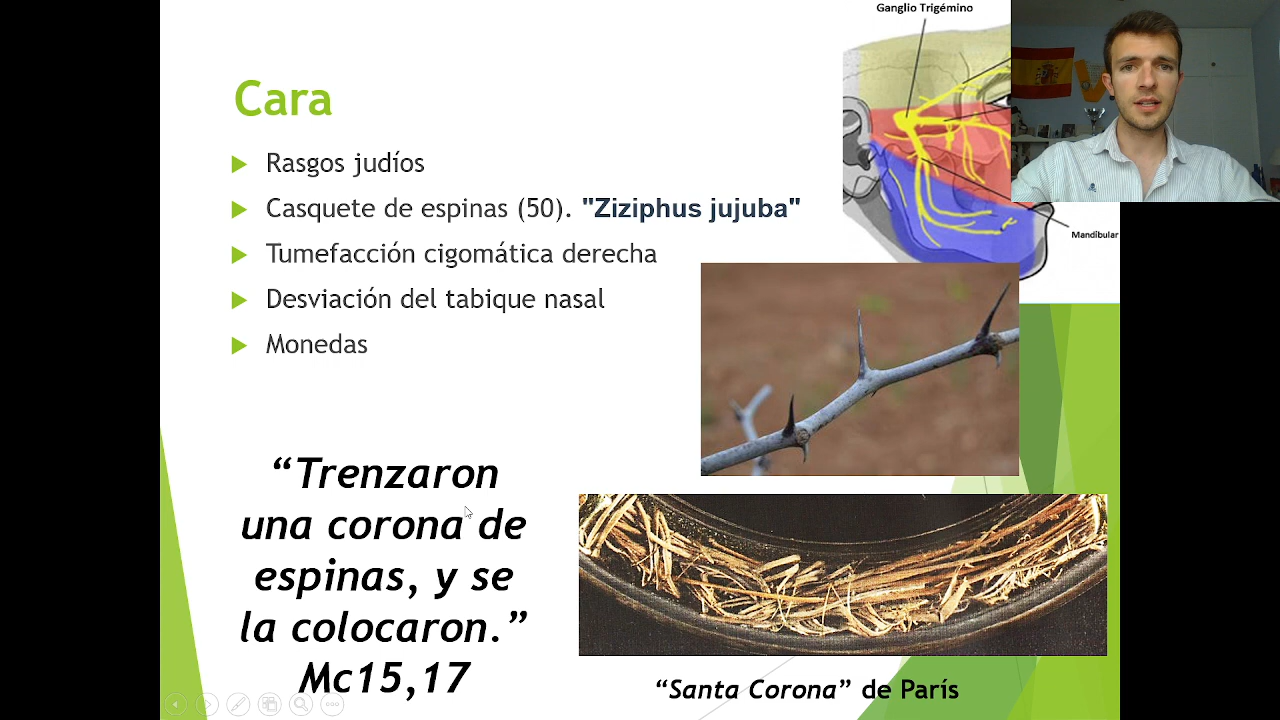 Ganglio Trigémino
Cara
Rasgos judíos
Casquete de espinas (50). "Ziziphus jujuba"
Tumefacción cigomática derecha
Desviación del tabique nasal
Monedas
Mandibular
“Trenzaron
una corona de
espinas, y se
la colocaron.”
Mc15,17
“Santa Corona” de París